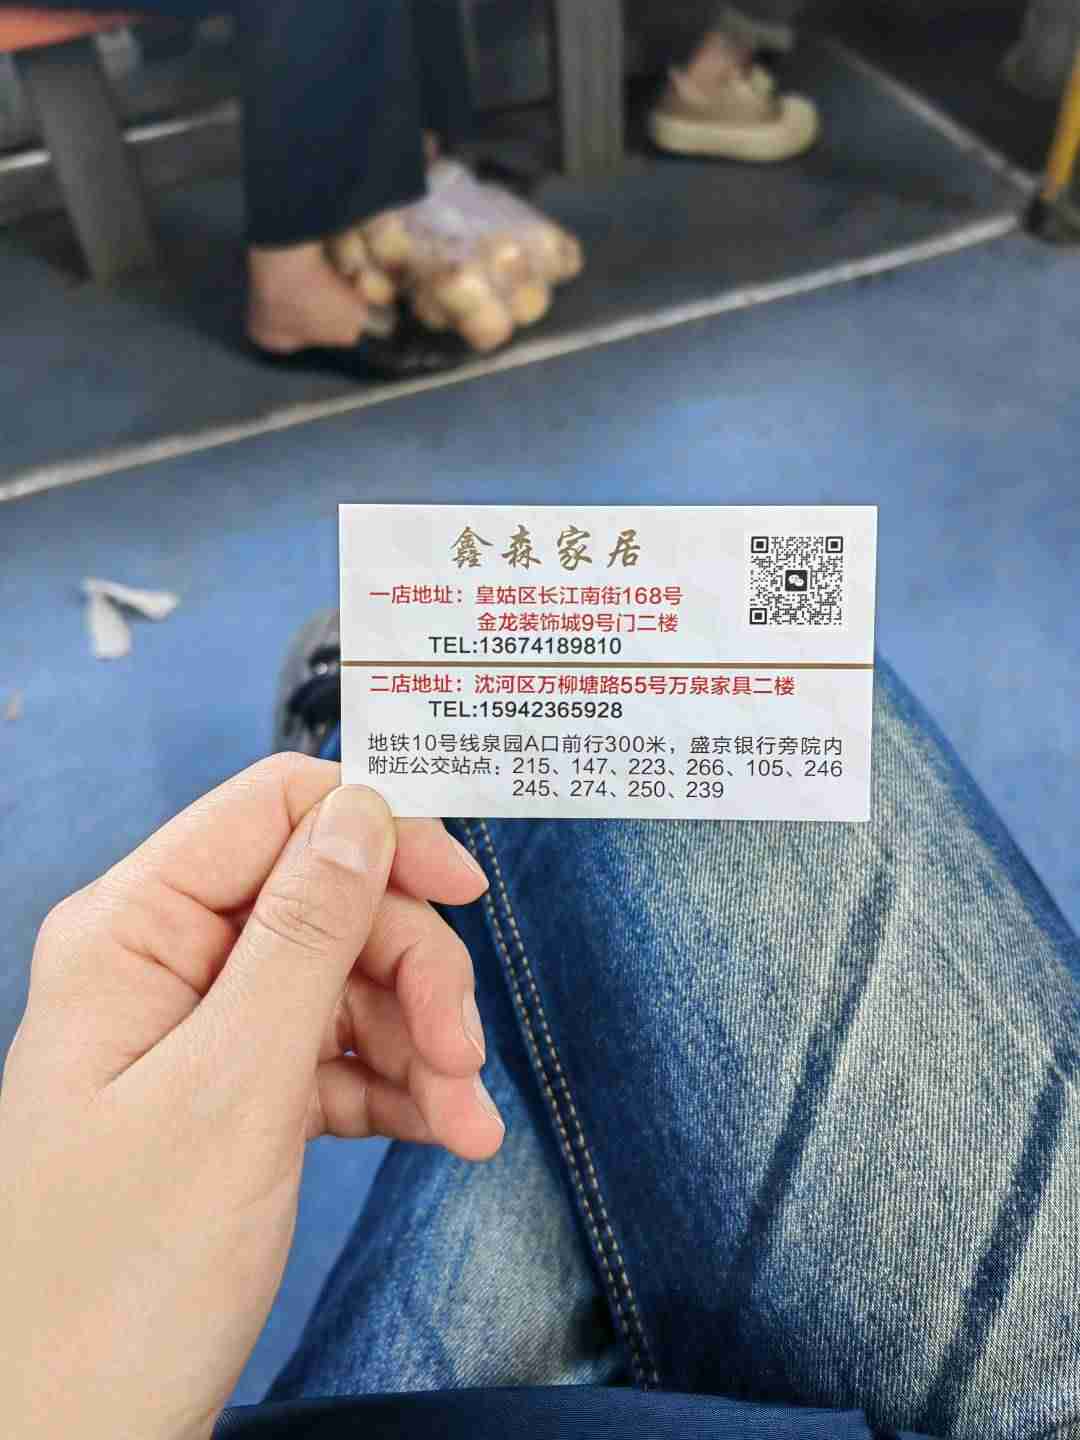 鑫森家居
一店地址：皇姑区长江南街168号
金龙装饰城9号门二楼
TEL:13674189810
二店地址：沈河区万柳塘路55号万泉家具二楼
TEL:15942365928
地铁10号线泉园A口前行300米，盛京银行旁院内
附近公交站点：215、147、223、266、105、246
245、274、250、239